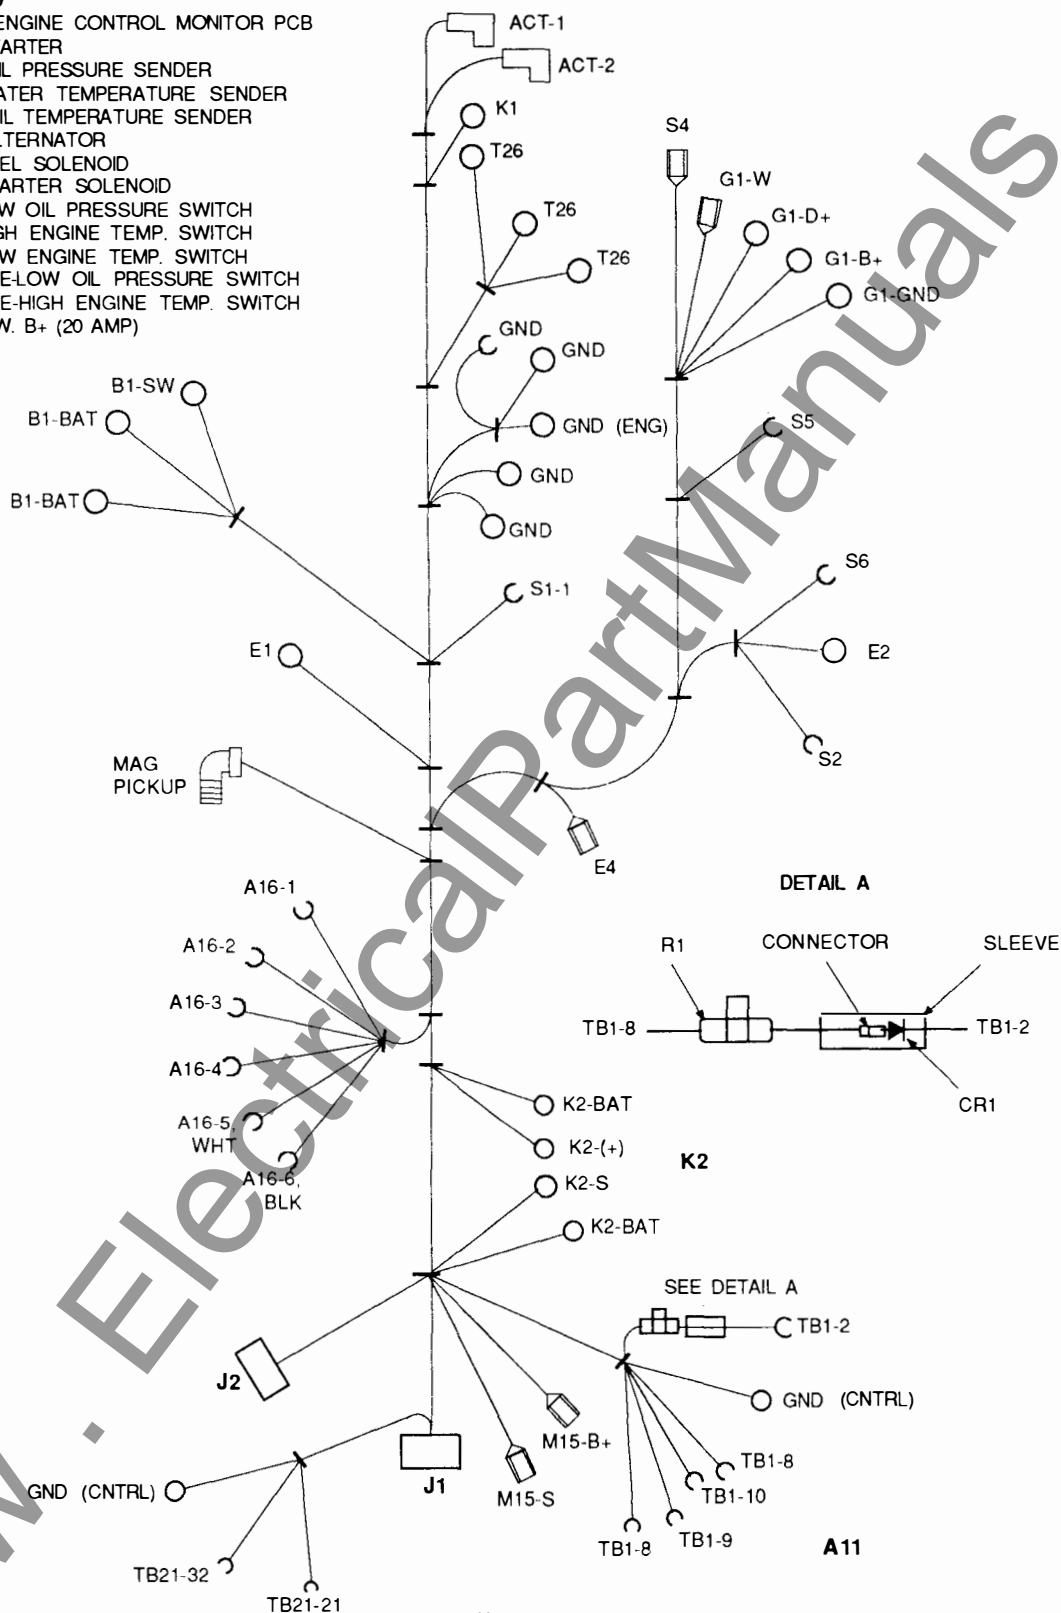 ENGINE CONTROL MONITOR PCB
ARTER
IL PRESSURE SENDER
ATER TEMPERATURE SENDER
IL TEMPERATURE SENDER
LTERNATOR
EL SOLENOID
ARTER SOLENOID
W OIL PRESSURE SWITCH
GH ENGINE TEMP. SWITCH
W ENGINE TEMP. SWITCH
E-LOW OIL PRESSURE SWITCH
E-HIGH ENGINE TEMP. SWITCH
W. B+ (20 AMP)
ACT-1
ACT-2
K1
T26
T26
T26
S4
G1-W
G1-D+
G1-B+
G1-GND
GND
GND
GND (ENG)
GND
GND
B1-SW
B1-BAT
B1-BAT
S5
S1-1
S6
E2
S2
E1
MAG
PICKUP
E4
A16-1
A16-2
A16-3
A16-4
A16-5,
WHT
A16-6,
BLK
DETAIL A
R1
CONNECTOR
SLEEVE
TB1-8
TB1-2
CR1
K2-BAT
K2-(+)
K2
K2-S
K2-BAT
SEE DETAIL A
TB1-2
J2
GND (CNTRL)
M15-B+
J1
M15-S
TB1-8
TB1-10
TB1-9
TB1-8
A11
GND (CNTRL)
TB21-32
TB21-21
w. ElectricalPartManuals